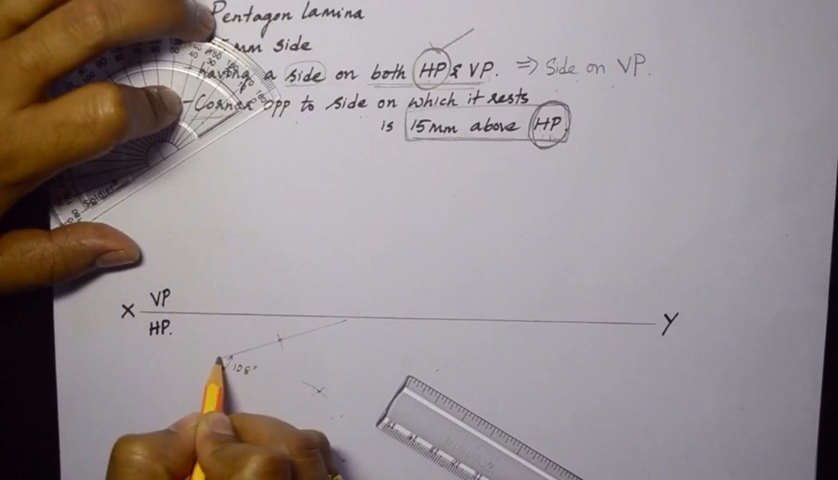 Pentagon Lamina
mm side
having a side on both HP & VP. ⇒ Side on VP.
-Corner opp to side on which it rests
is 15mm above HP.
X VP Y
HP.
108°